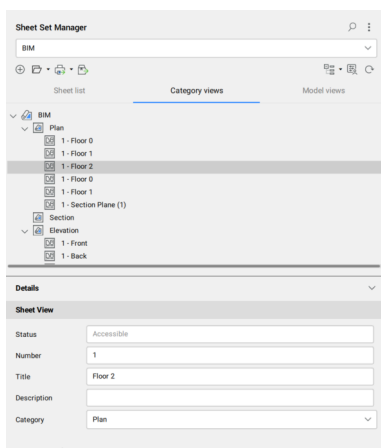 Sheet Set Manager
BIM
Sheet list
Category views
Model views
BIM
Plan
1 - Floor 0
1 - Floor 1
1 - Floor 2
1 - Floor 0
1 - Floor 1
1 - Section Plane (1)
Section
Elevation
1 - Front
1 - Back
Details
Sheet View
Status Accessible
Number 1
Title Floor 2
Description
Category Plan